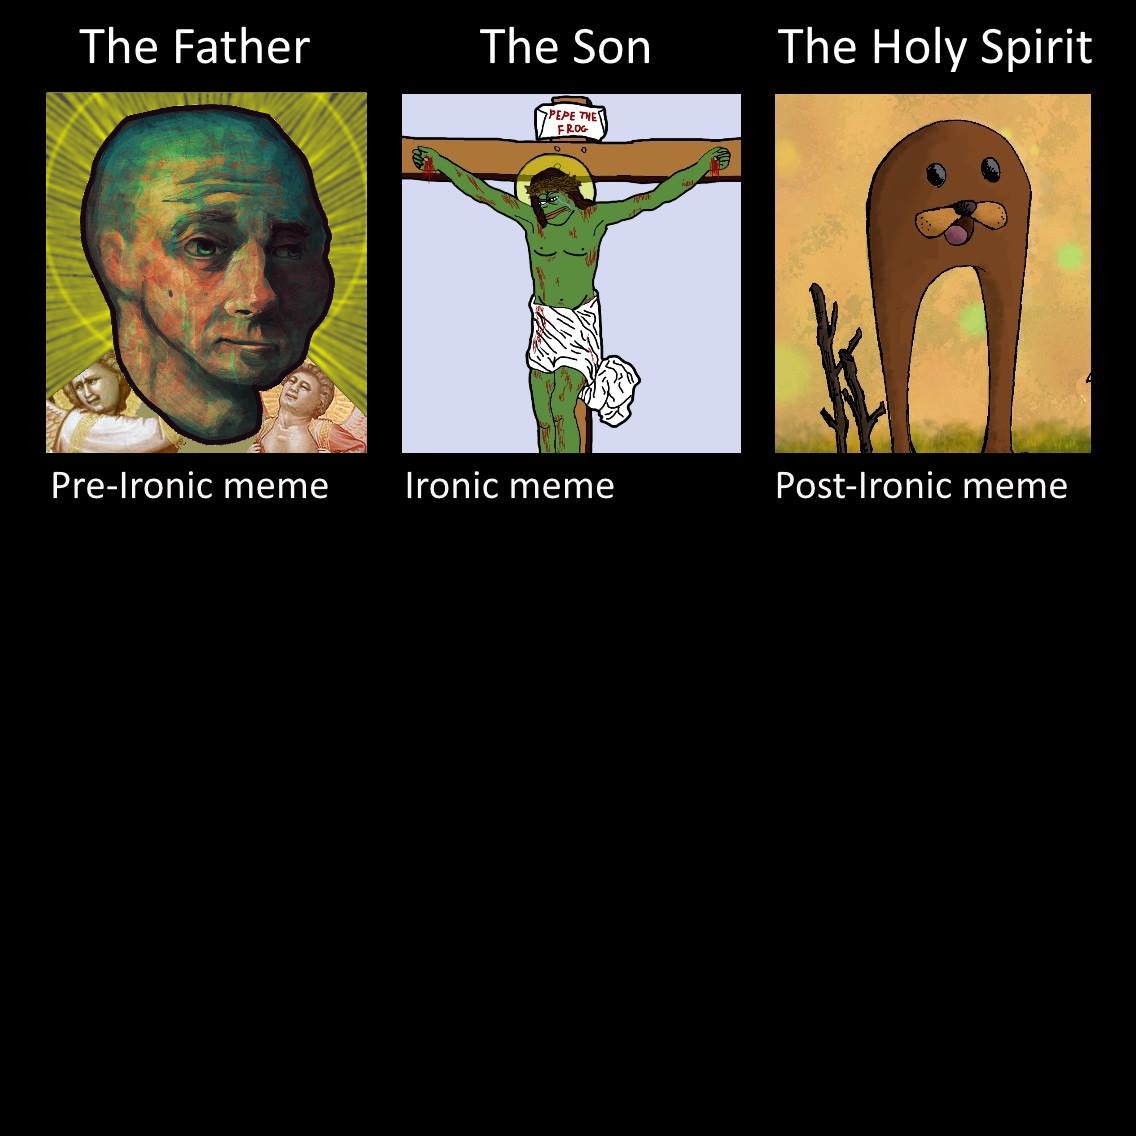 The Father
The Son
The Holy Spirit
PEPE THE
FROG
Pre-Ironic meme
Ironic meme
Post-Ironic meme